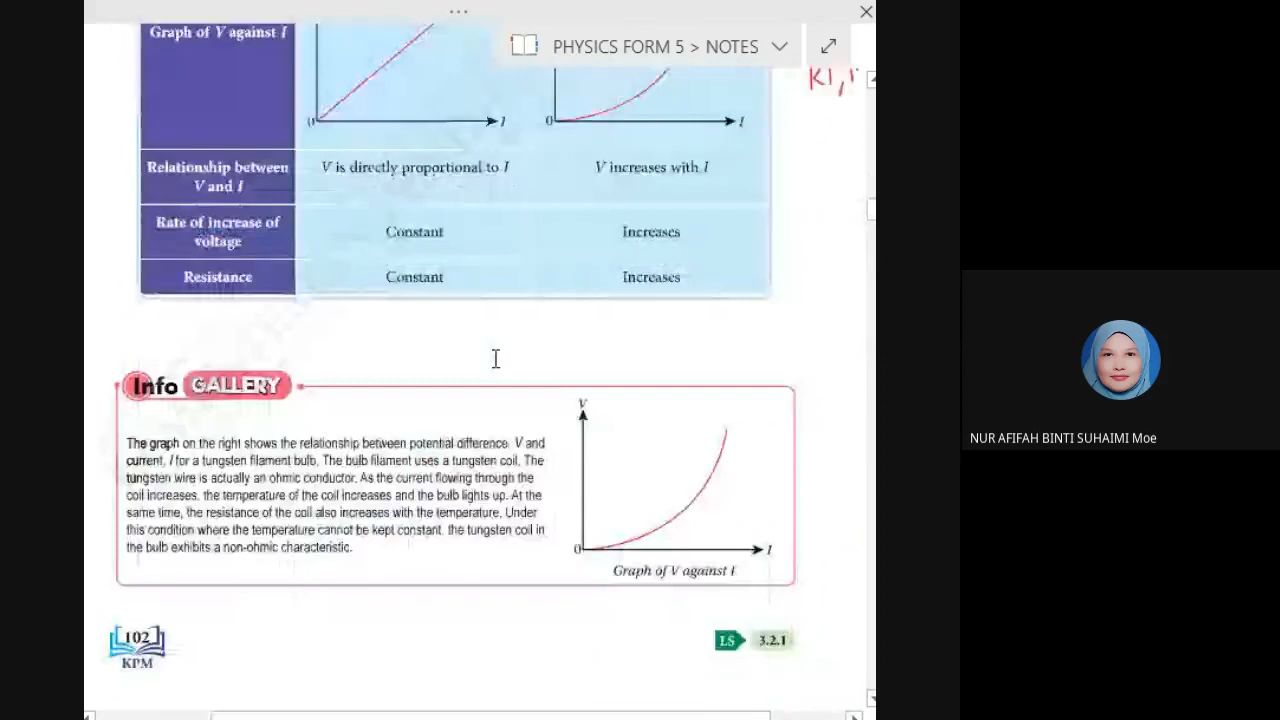 ...
PHYSICS FORM 5 > NOTES
Graph of V against I
0
I
0
I
Relationship between
V and I
V is directly proportional to I
V increases with I
Rate of increase of
voltage
Constant
Increases
Resistance
Constant
Increases
Info GALLERY
The graph on the right shows the relationship between potential difference, V and
current, I for a tungsten filament bulb. The bulb filament uses a tungsten coil. The
tungsten wire is actually an ohmic conductor. As the current flowing through the
coil increases, the temperature of the coil increases and the bulb lights up. At the
same time, the resistance of the coil also increases with the temperature. Under
this condition where the temperature cannot be kept constant, the tungsten coil in
the bulb exhibits a non-ohmic characteristic.
V
0
I
Graph of V against I
102
KPM
LS 3.2.1
NUR AFIFAH BINTI SUHAIMI Moe